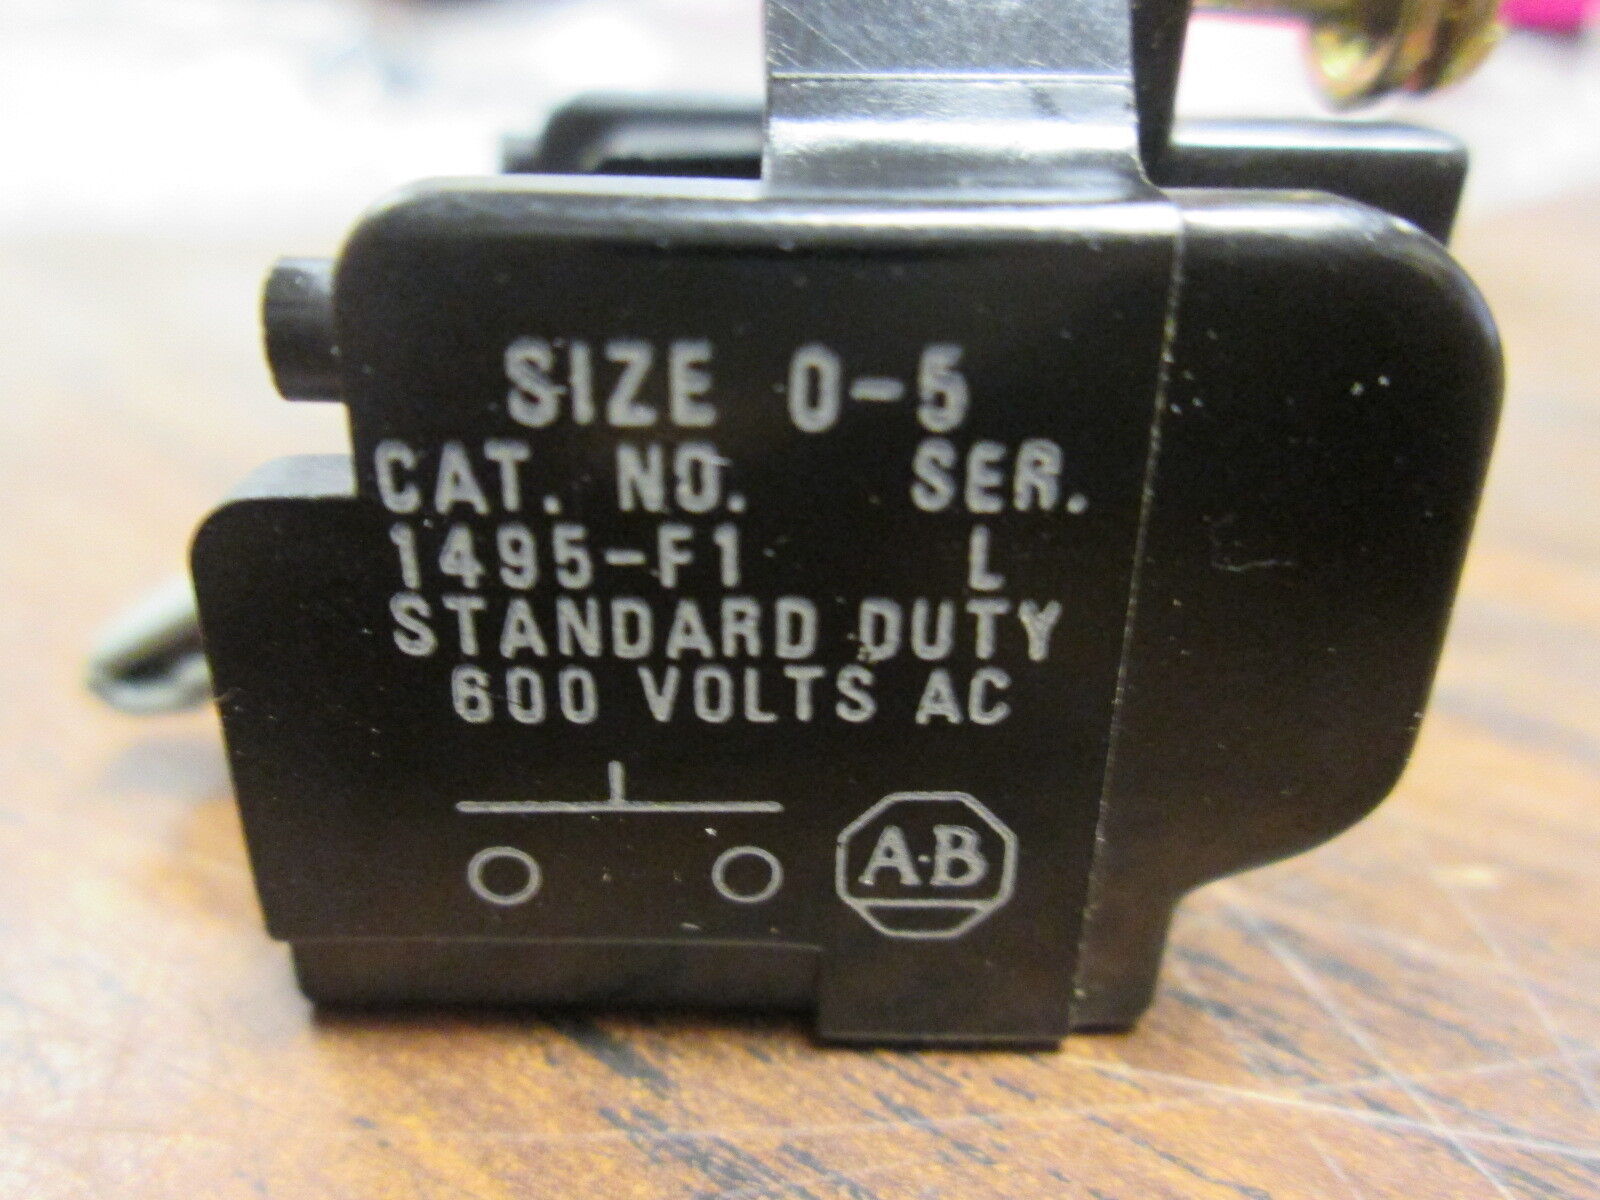 SIZE 0-5
CAT. NO. SER.
1495-F1 L
STANDARD DUTY
600 VOLTS AC
A-B